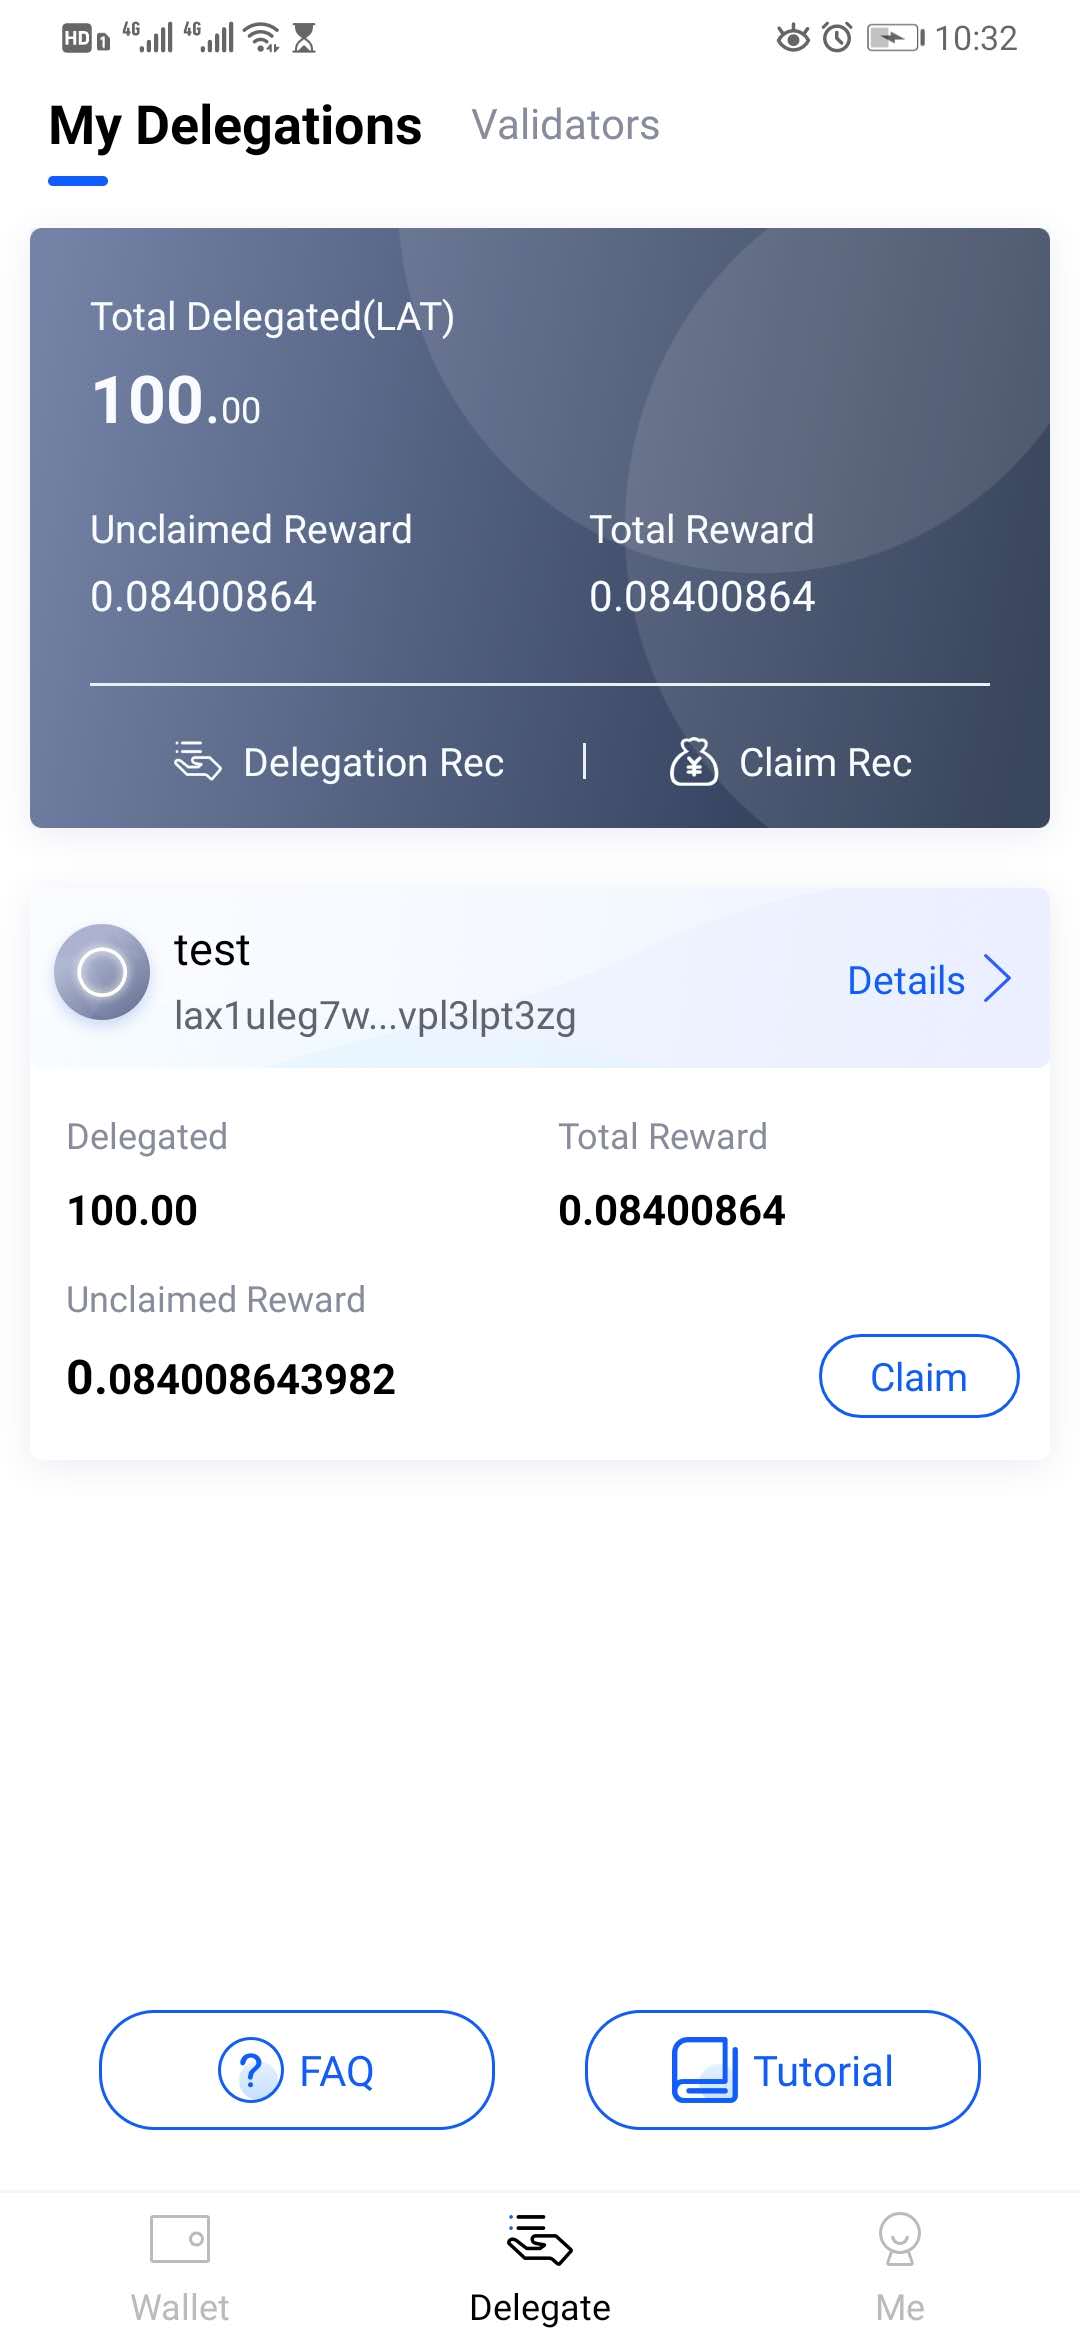 HD 1 4G 4G 10:32
My Delegations Validators
Total Delegated(LAT)
100.00
Unclaimed Reward Total Reward
0.08400864 0.08400864
Delegation Rec | Claim Rec
test
lax1uleg7w...vpl3lpt3zg
Details
Delegated Total Reward
100.00 0.08400864
Unclaimed Reward
0.084008643982
Claim
? FAQ Tutorial
Wallet Delegate Me